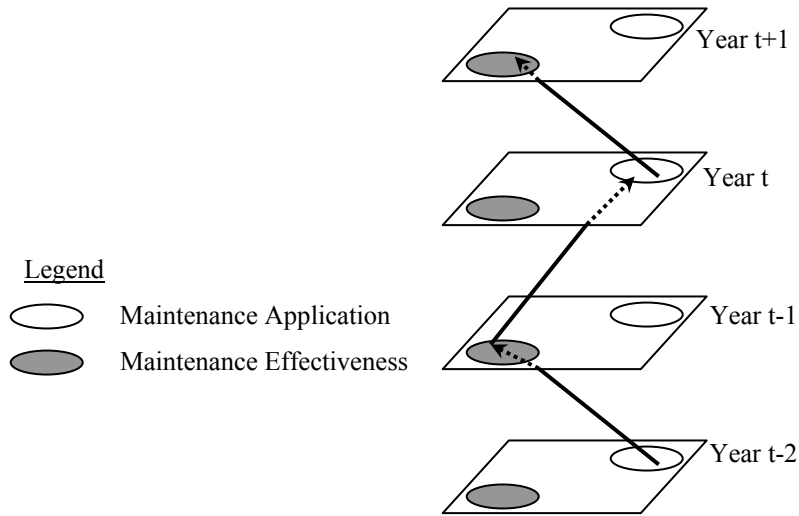 Year t+1
Year t
Legend
Maintenance Application
Year t-1
Maintenance Effectiveness
Year t-2